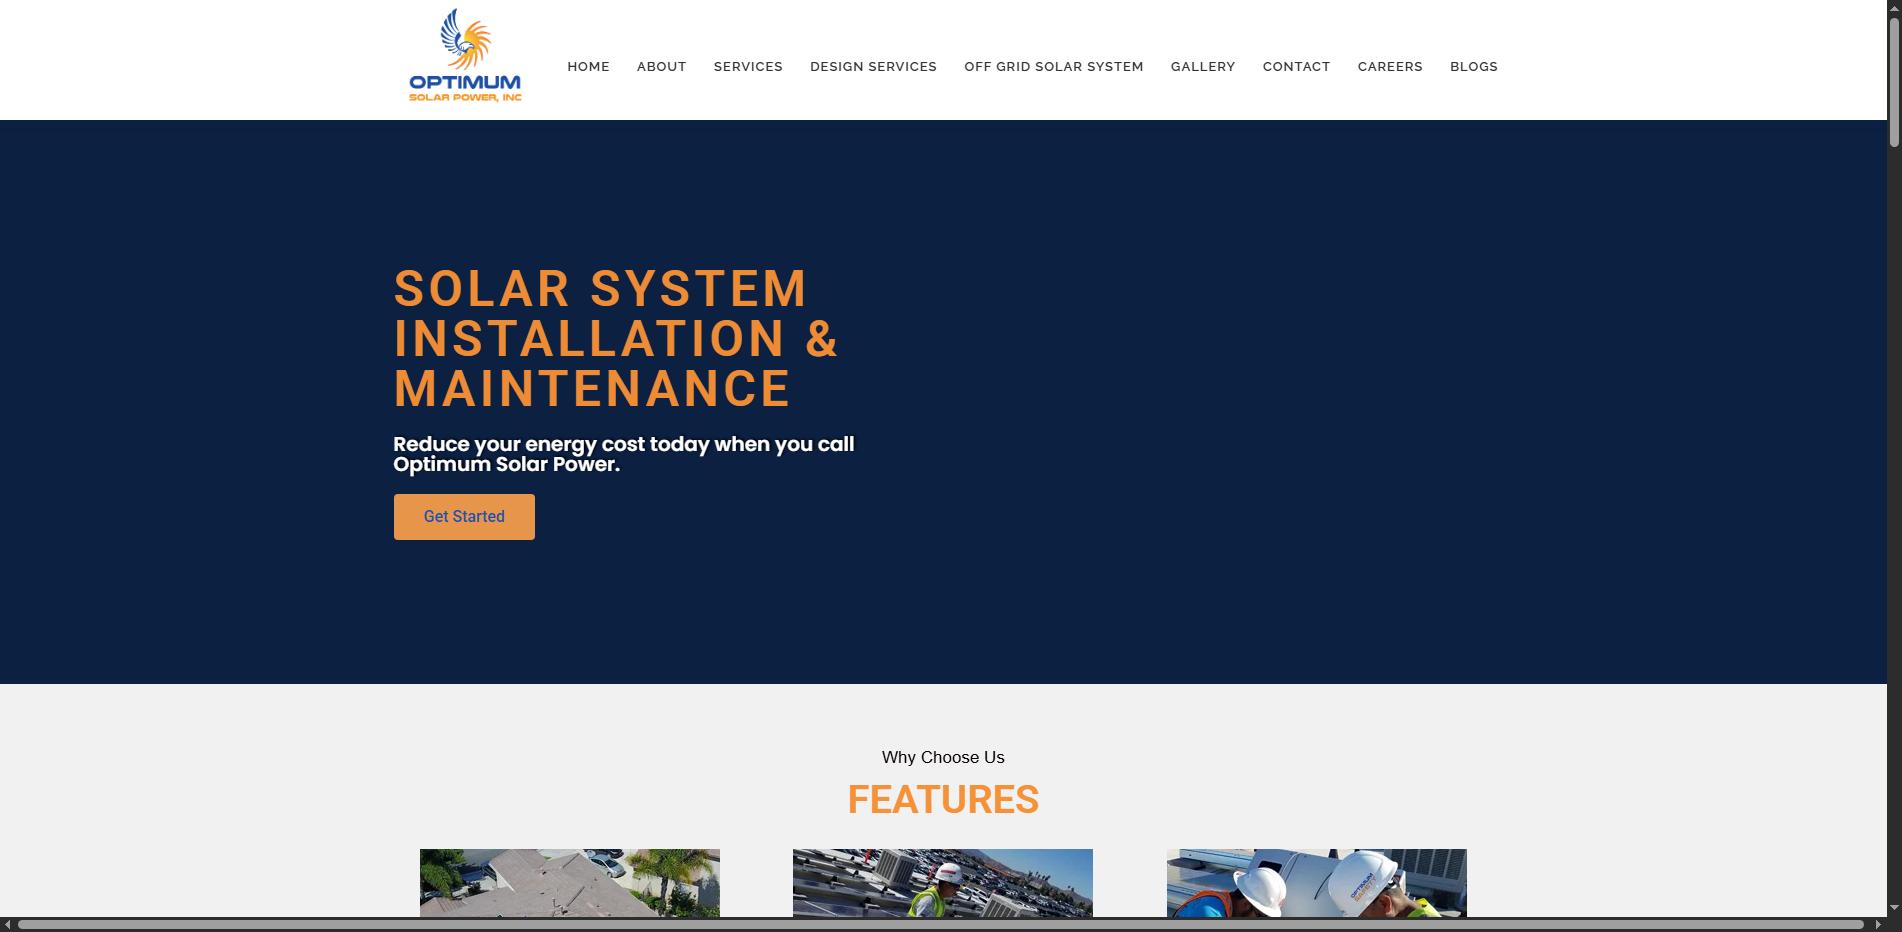 OPTIMUM
SOLAR POWER, INC
HOME ABOUT SERVICES DESIGN SERVICES OFF GRID SOLAR SYSTEM GALLERY CONTACT CAREERS BLOGS
SOLAR SYSTEM
INSTALLATION &
MAINTENANCE
Reduce your energy cost today when you call
Optimum Solar Power.
Get Started
Why Choose Us
FEATURES